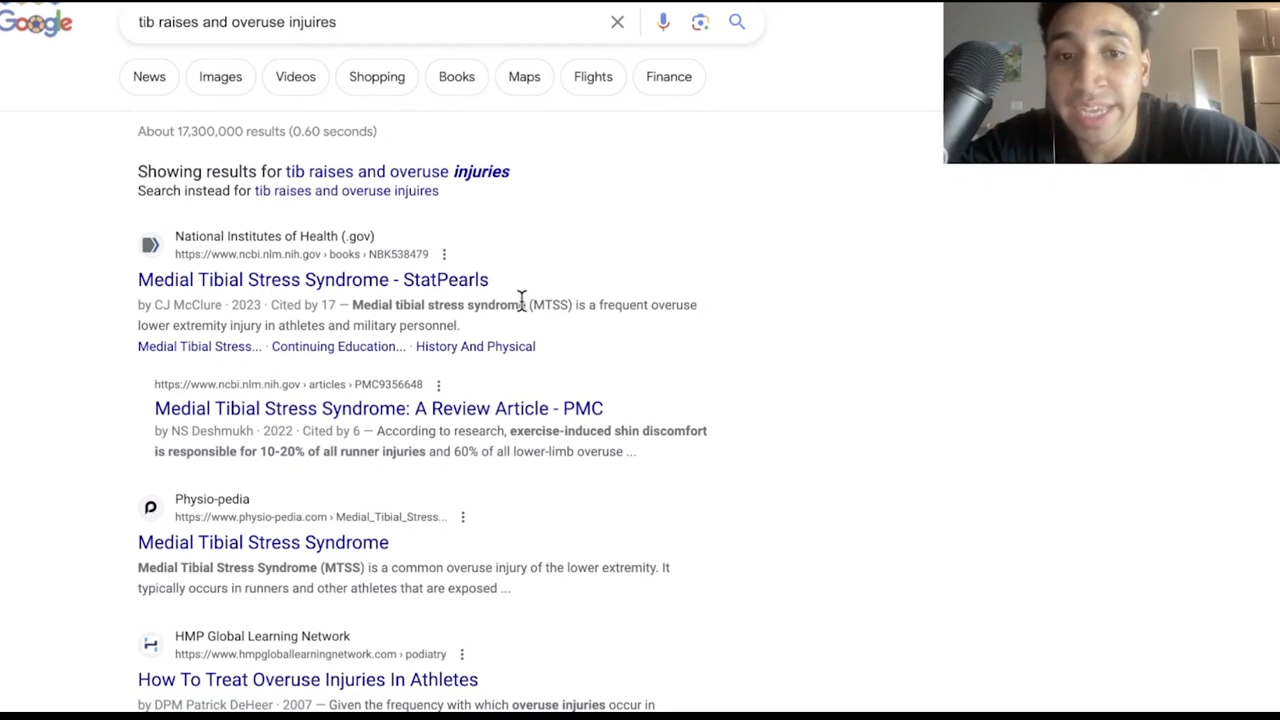 Google
tib raises and overuse injuires
News Images Videos Shopping Books Maps Flights Finance
About 17,300,000 results (0.60 seconds)
Showing results for tib raises and overuse injuries
Search instead for tib raises and overuse injuires
National Institutes of Health (.gov)
https://www.ncbi.nlm.nih.gov › books › NBK538479
Medial Tibial Stress Syndrome - StatPearls
by CJ McClure · 2023 · Cited by 17 — Medial tibial stress syndrome (MTSS) is a frequent overuse
lower extremity injury in athletes and military personnel.
Medial Tibial Stress... · Continuing Education... · History And Physical
https://www.ncbi.nlm.nih.gov › articles › PMC9356648
Medial Tibial Stress Syndrome: A Review Article - PMC
by NS Deshmukh · 2022 · Cited by 6 — According to research, exercise-induced shin discomfort
is responsible for 10-20% of all runner injuries and 60% of all lower-limb overuse ...
Physio-pedia
https://www.physio-pedia.com › Medial_Tibial_Stress...
Medial Tibial Stress Syndrome
Medial Tibial Stress Syndrome (MTSS) is a common overuse injury of the lower extremity. It
typically occurs in runners and other athletes that are exposed ...
HMP Global Learning Network
https://www.hmpgloballearningnetwork.com › podiatry
How To Treat Overuse Injuries In Athletes
by DPM Patrick DeHeer · 2007 — Given the frequency with which overuse injuries occur in